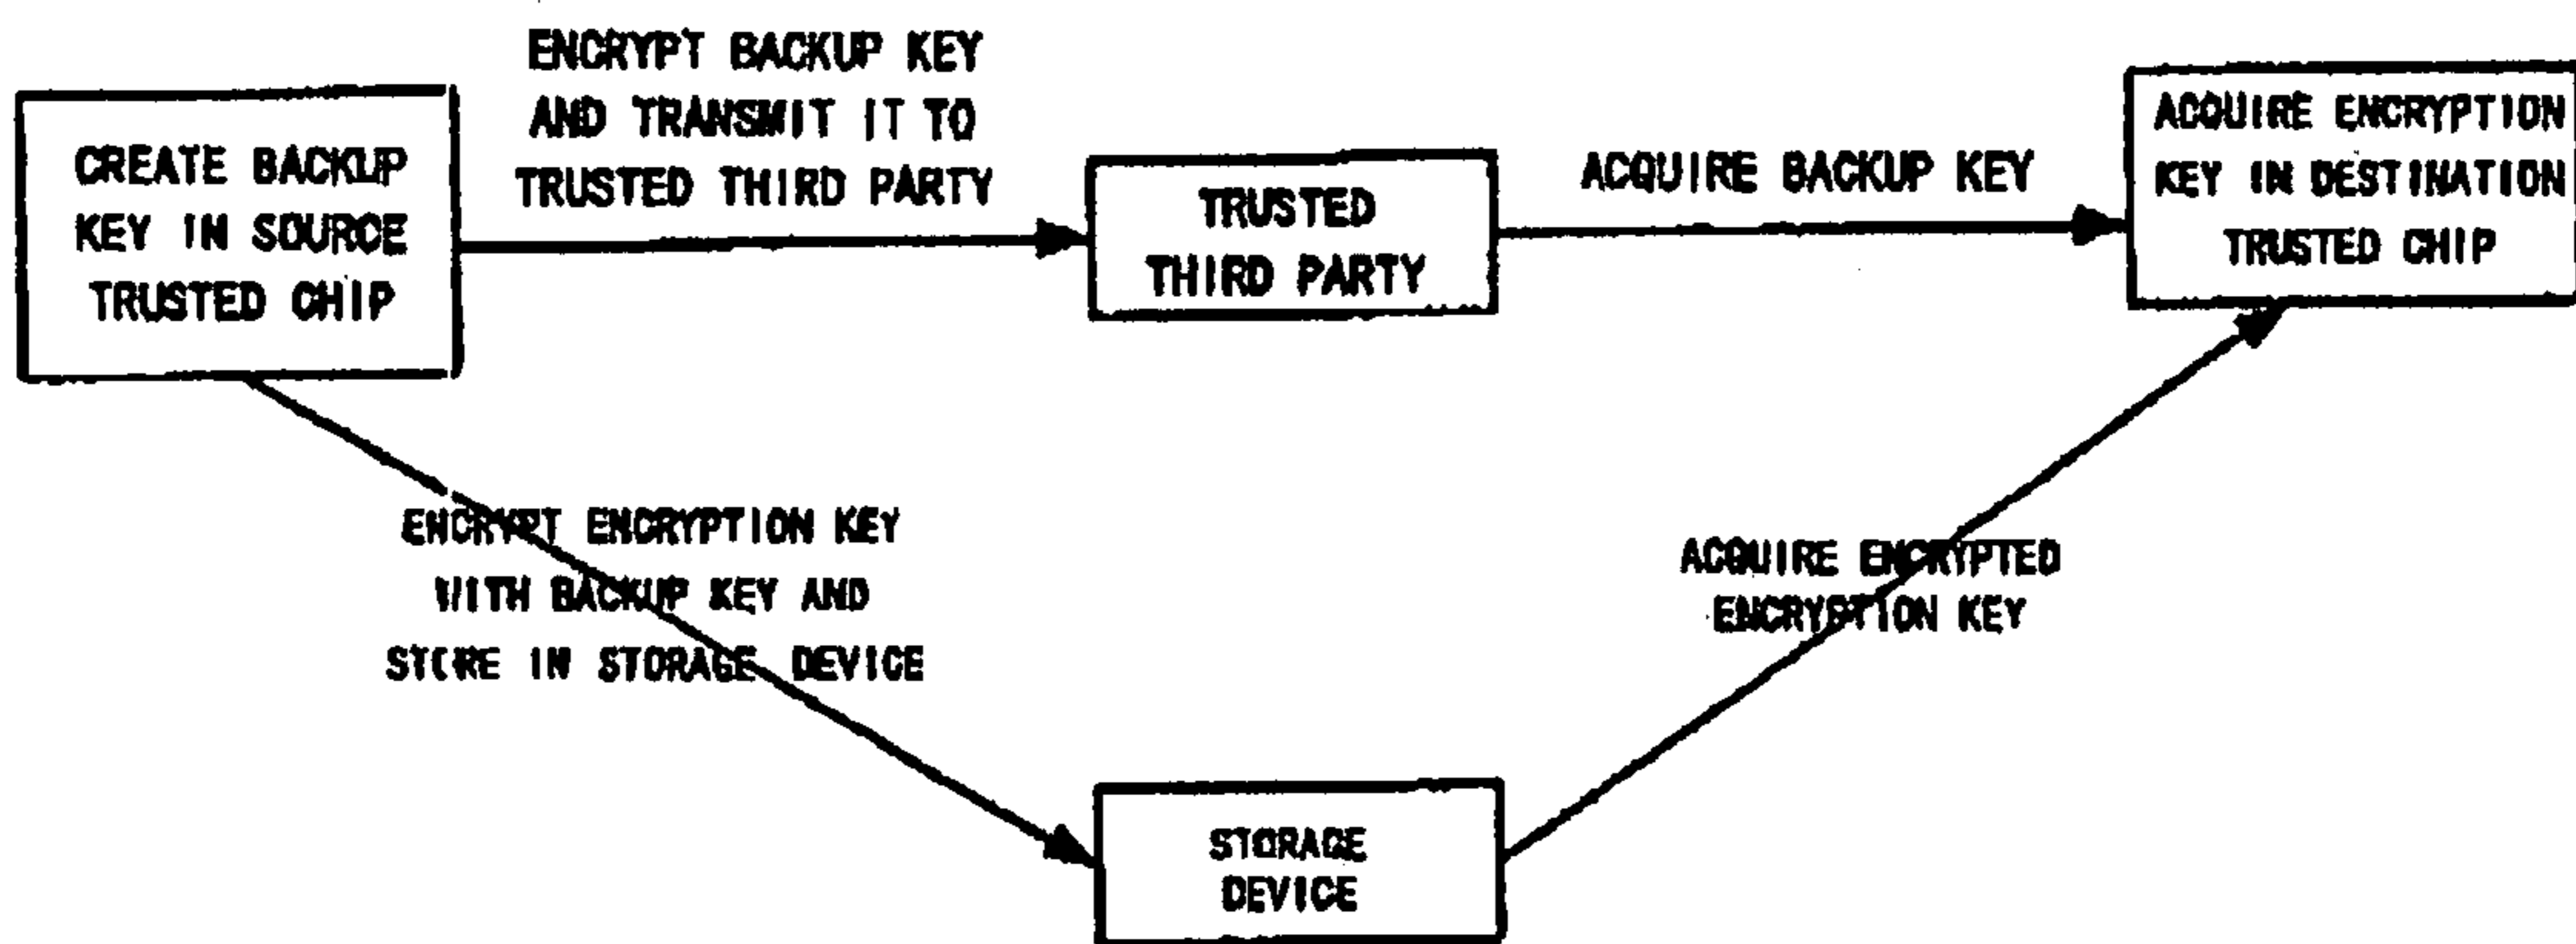 CREATE BACKUP
KEY IN SOURCE
TRUSTED CHIP
ENCRYPT BACKUP KEY
AND TRANSMIT IT TO
TRUSTED THIRD PARTY
TRUSTED
THIRD PARTY
ACQUIRE BACKUP KEY
ACQUIRE ENCRYPTION
KEY IN DESTINATION
TRUSTED CHIP
ENCRYPT ENCRYPTION KEY
WITH BACKUP KEY AND
STORE IN STORAGE DEVICE
ACQUIRE ENCRYPTED
ENCRYPTION KEY
STORAGE
DEVICE